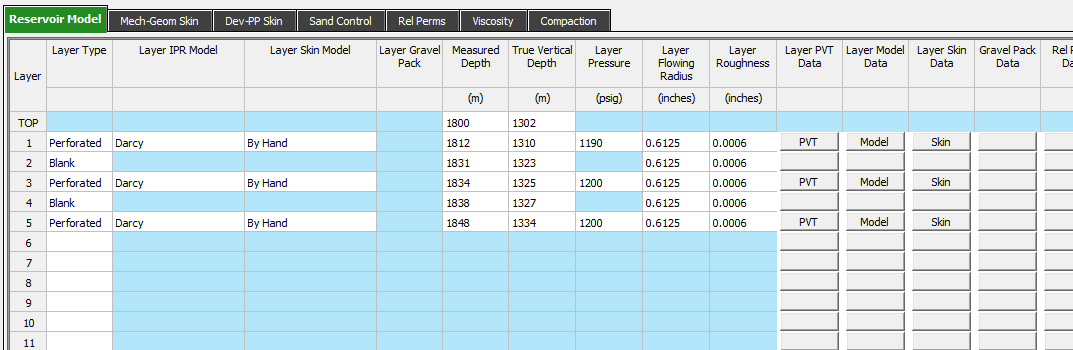 Reservoir Model Mech-Geom Skin Dev-PP Skin Sand Control Rel Perms Viscosity Compaction
Layer Layer Type Layer IPR Model Layer Skin Model Layer Gravel Pack Measured Depth True Vertical Depth Layer Pressure Layer Flowing Radius Layer Roughness Layer PVT Data Layer Model Data Layer Skin Data Gravel Pack Data Rel
(m) (m) (psig) (inches) (inches)
TOP 1800 1302
1 Perforated Darcy By Hand 1812 1310 1190 0.6125 0.0006 PVT Model Skin
2 Blank 1831 1323 0.6125 0.0006
3 Perforated Darcy By Hand 1834 1325 1200 0.6125 0.0006 PVT Model Skin
4 Blank 1838 1327 0.6125 0.0006
5 Perforated Darcy By Hand 1848 1334 1200 0.6125 0.0006 PVT Model Skin
6
7
8
9
10
11